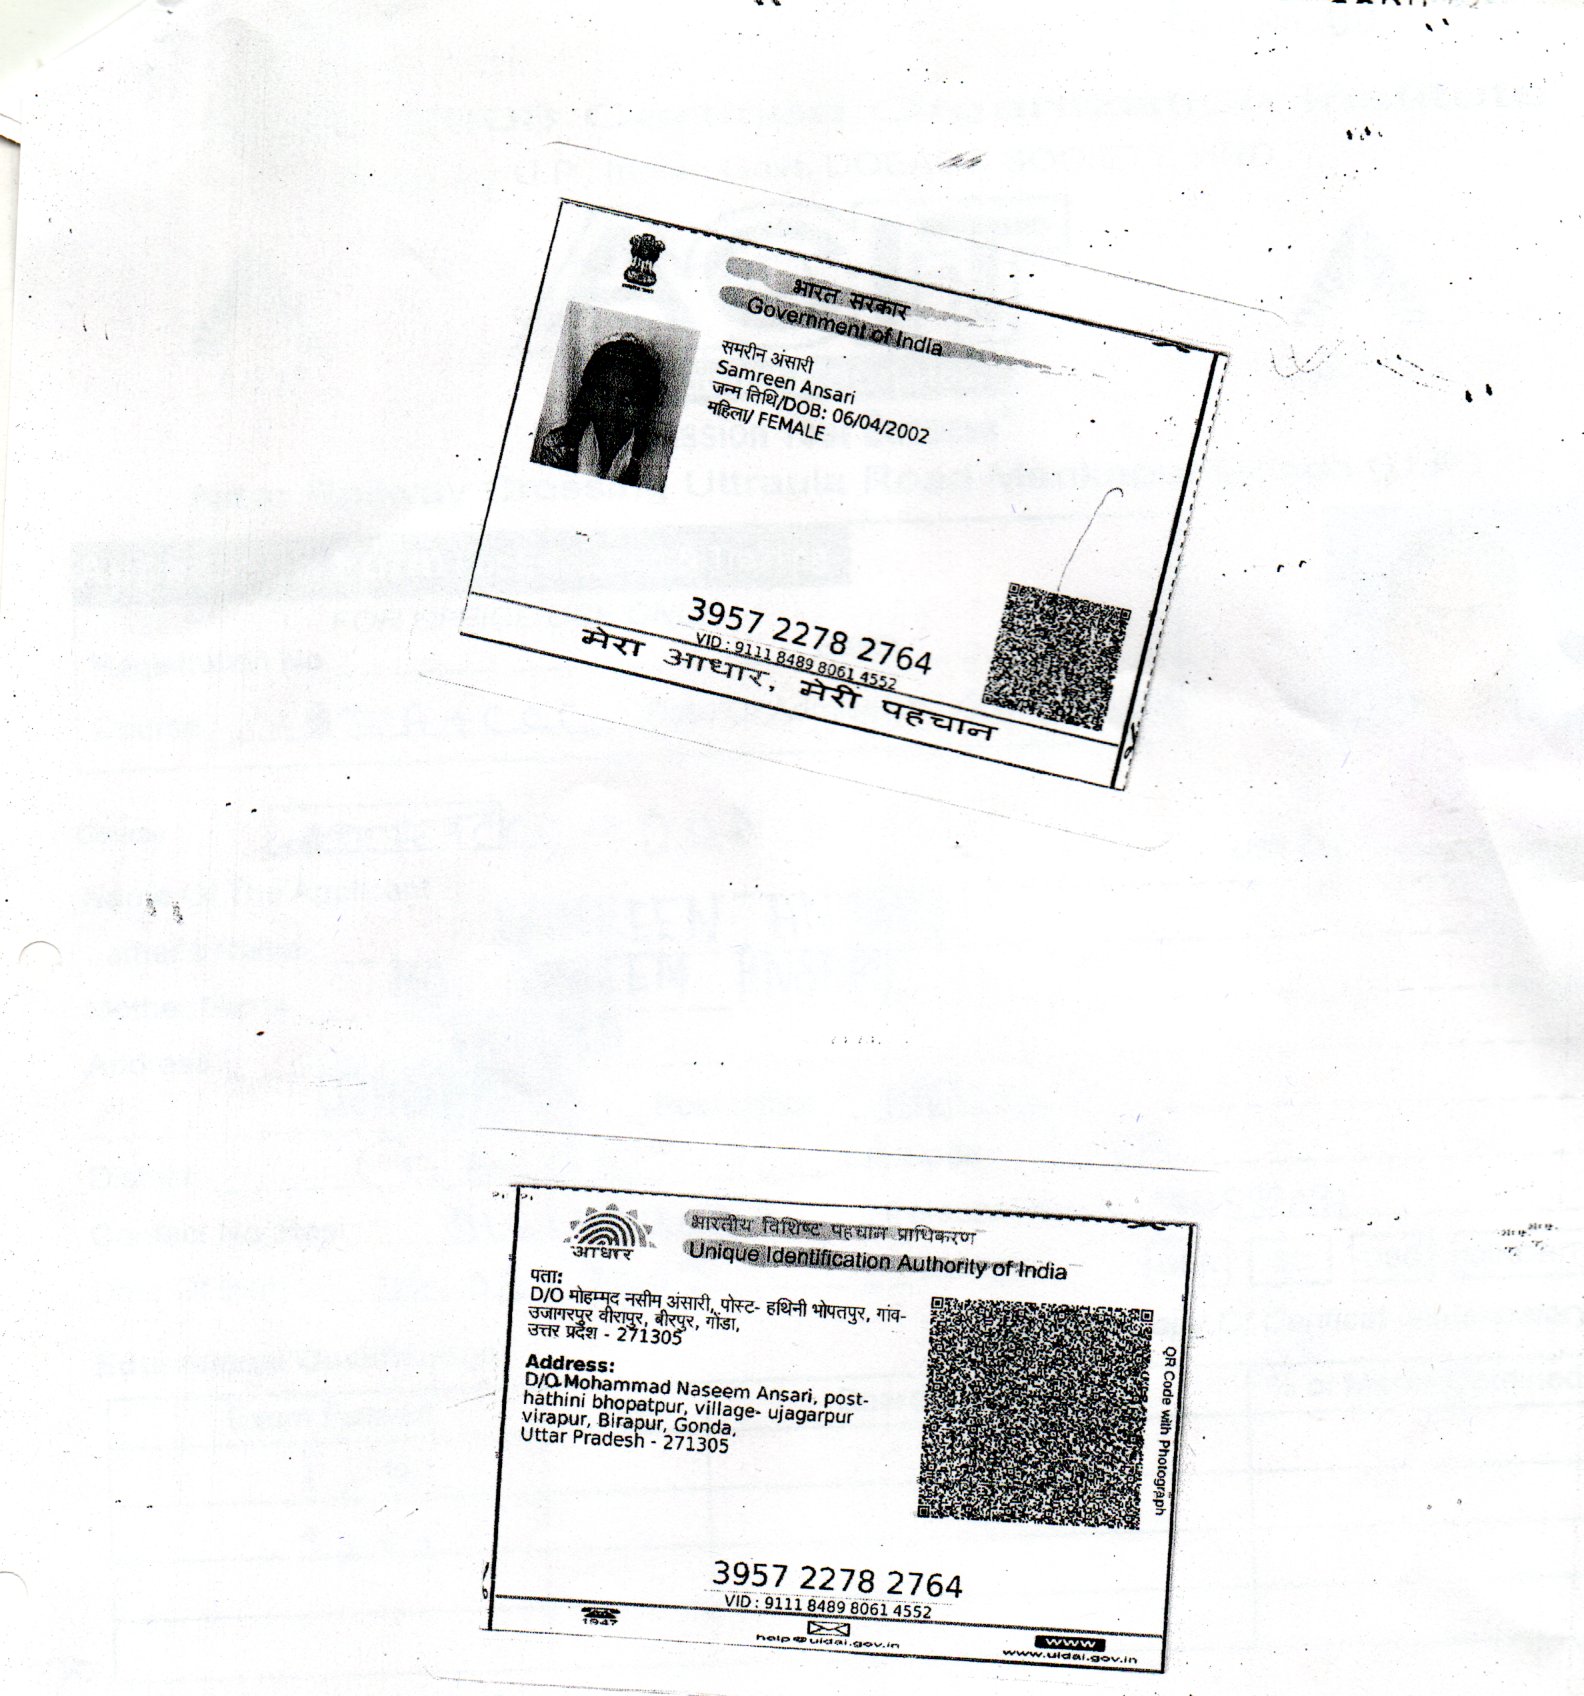 भारत सरकार
Government of India
समरीन अंसारी
Samreen Ansari
जन्म तिथि/DOB: 06/04/2002
महिला/ FEMALE
3957 2278 2764
VID : 9111 8489 8061 4552
मेरा आधार, मेरी पहचान
आधार
भारतीय विशिष्ट पहचान प्राधिकरण
Unique Identification Authority of India
पता:
D/O मोहम्मद नसीम अंसारी, पोस्ट- हथिनी भोपतपुर, गांव-
उजागरपुर वीरापुर, बीरपुर, गोंडा,
उत्तर प्रदेश - 271305
Address:
D/O Mohammad Naseem Ansari, post-
hathini bhopatpur, village- ujagarpur
virapur, Birapur, Gonda,
Uttar Pradesh - 271305
QR Code with Photograph
3957 2278 2764
VID : 9111 8489 8061 4552
1947
help@uidai.gov.in
www
www.uidai.gov.in